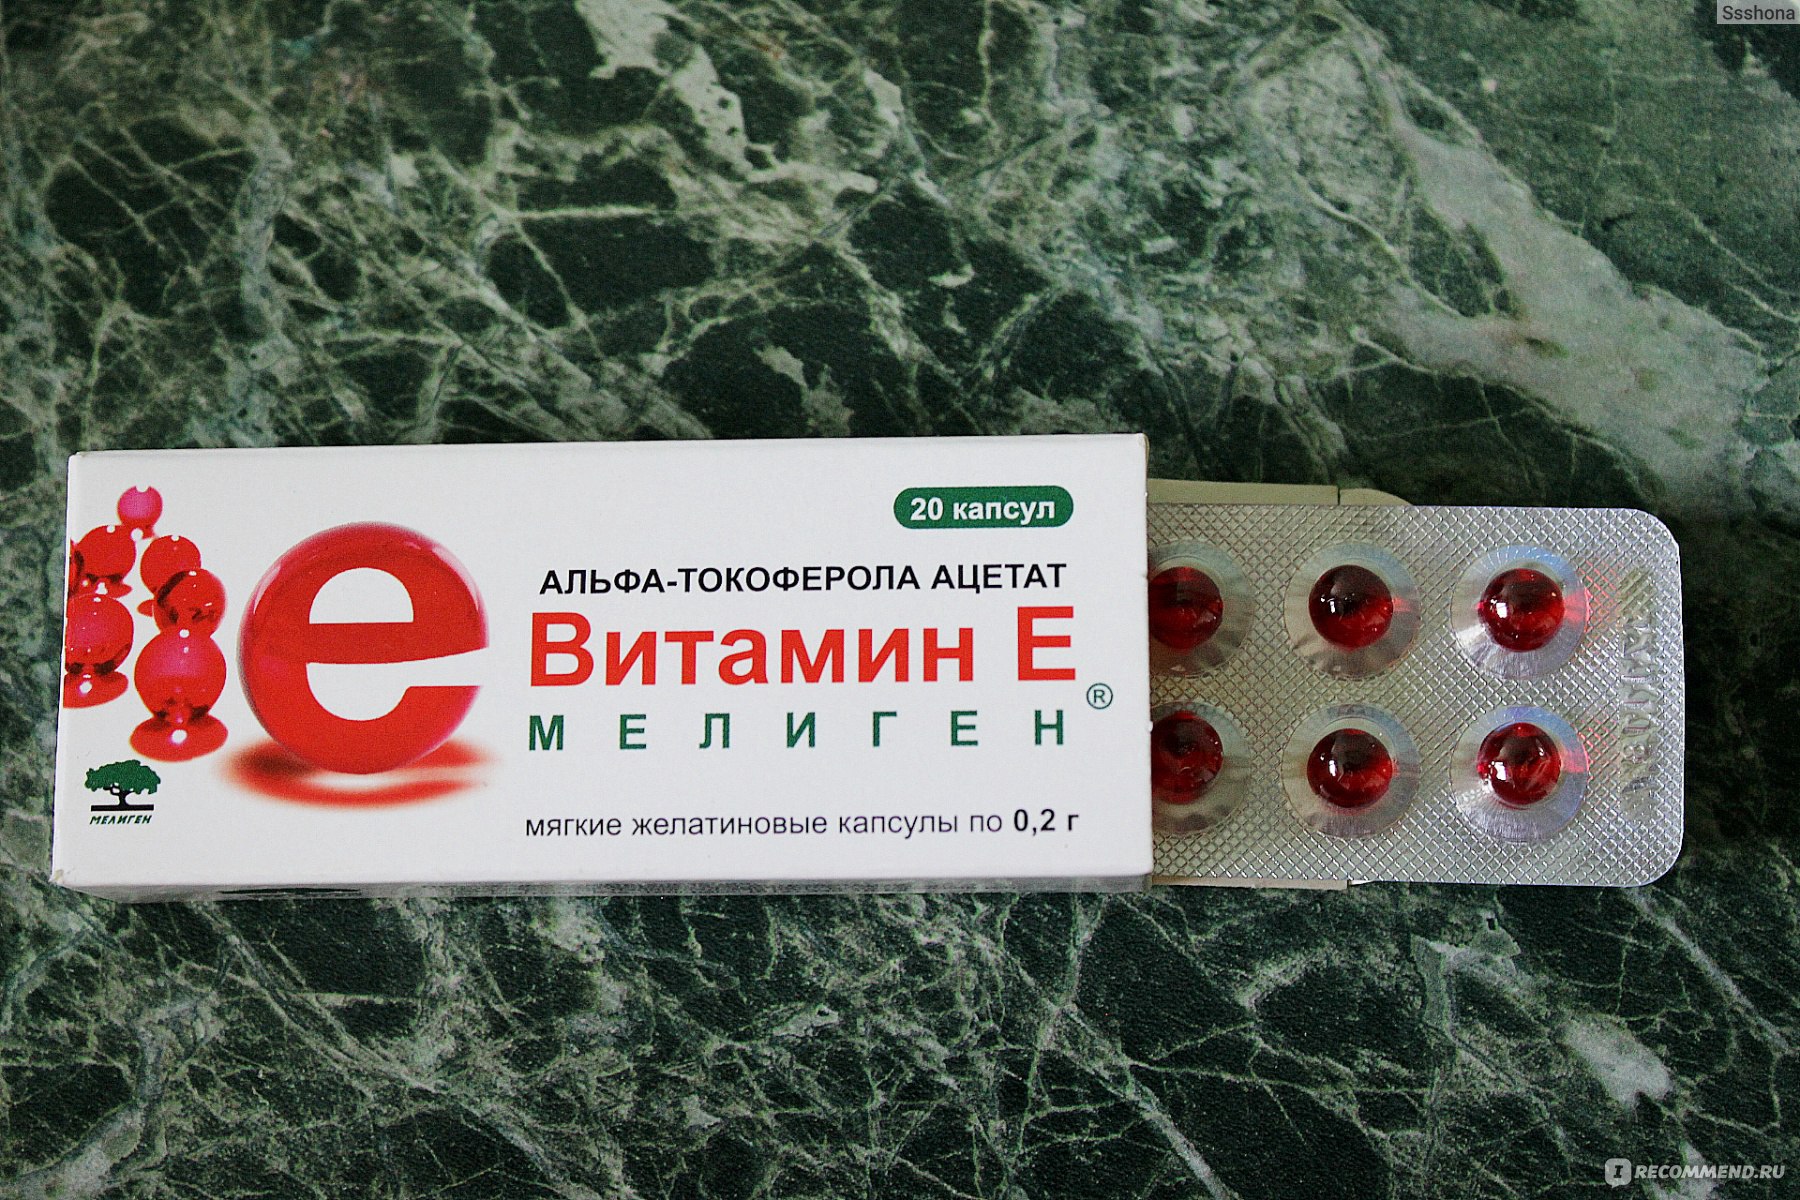 Ssshona
20 капсул
АЛЬФА-ТОКОФЕРОЛА АЦЕТАТ
Витамин Е
МЕЛИГЕН®
МЕЛИГЕН
мягкие желатиновые капсулы по 0,2 г
IRECOMMEND.RU